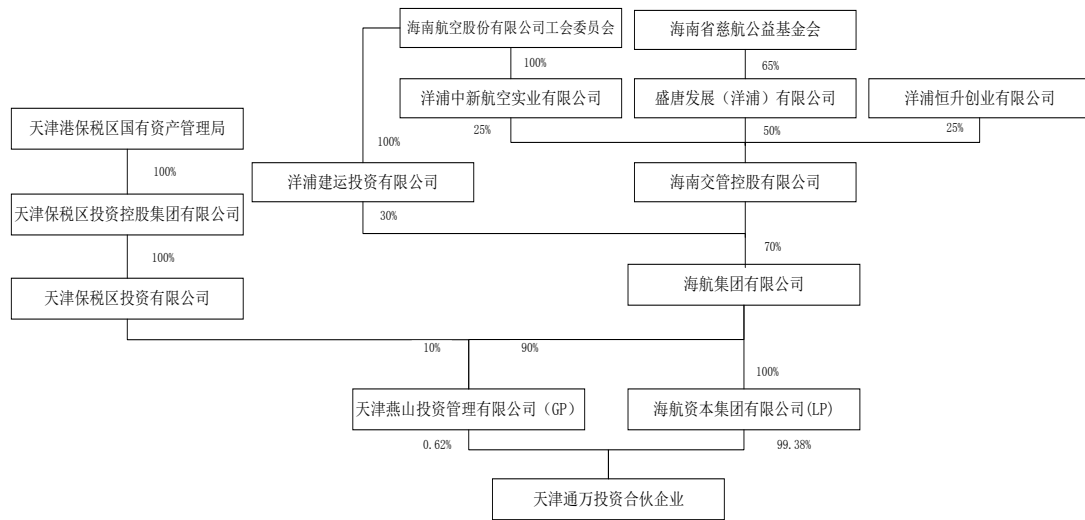 海南航空股份有限公司工会委员会
海南省慈航公益基金会
100%
65%
洋浦中新航空实业有限公司
盛唐发展（洋浦）有限公司
洋浦恒升创业有限公司
天津港保税区国有资产管理局
25%
50%
25%
100%
100%
洋浦建运投资有限公司
海南交管控股有限公司
天津保税区投资控股集团有限公司
30%
100%
70%
天津保税区投资有限公司
海航集团有限公司
10%
90%
100%
天津燕山投资管理有限公司（GP）
海航资本集团有限公司(LP)
0.62%
99.38%
天津通万投资合伙企业